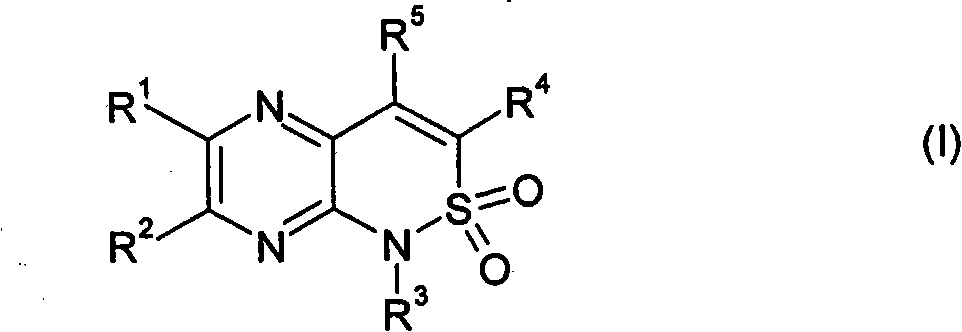 R⁵
R¹ N R⁴
(I)
R² N N S O
O
R³